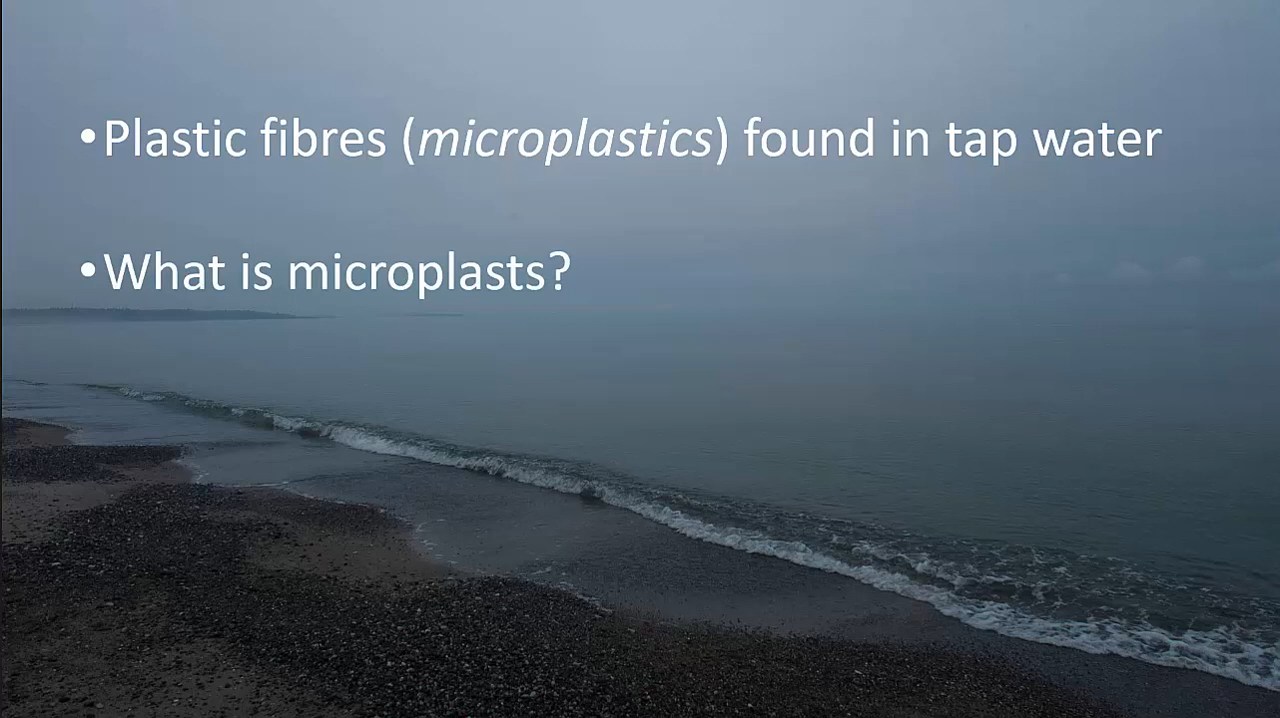 •Plastic fibres (microplastics) found in tap water
•What is microplasts?